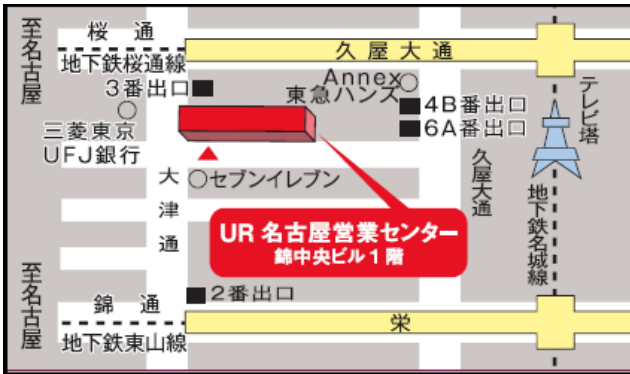 至名古屋
桜通
地下鉄桜通線
久屋大通
3番出口
Annex
東急ハンズ
4B番出口
6A番出口
テレビ塔
三菱東京
UFJ銀行
大津通
セブンイレブン
久屋大通
地下鉄名城線
UR 名古屋営業センター
錦中央ビル1階
至名古屋
錦通
2番出口
地下鉄東山線
栄